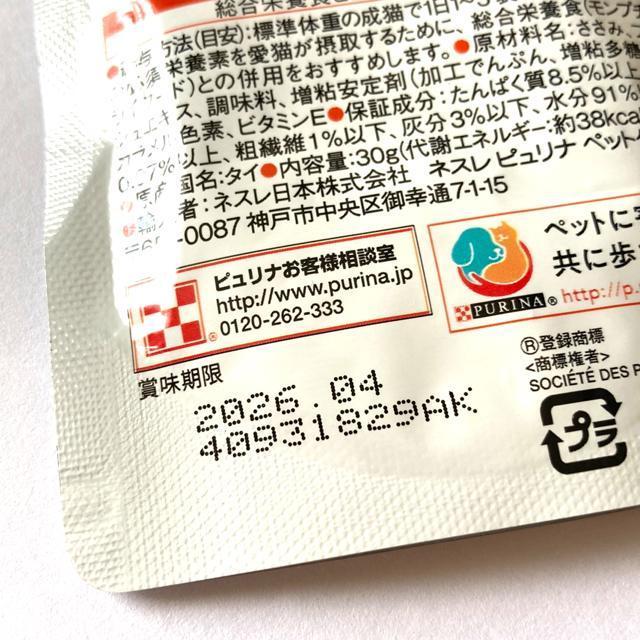 総合栄養食
方法(目安):標準体重の成猫で1日1~
栄養素を愛猫が摂取するために、総合栄養食(モンプチ
ド)との併用をおすすめします。●原材料名:ささみ、
ス、調味料、増粘安定剤(加工でんぷん、増粘多糖
色素、ビタミンE●保証成分:たんぱく質8.5%以上
%以上、粗繊維1%以下、灰分3%以下、水分91%
国名:タイ●内容量:30g(代謝エネルギー:約38kcal
者:ネスレ日本株式会社 ネスレ ピュリナ ペット
-0087 神戸市中央区御幸通7-1-15
ピュリナお客様相談室
http://www.purina.jp
0120-262-333
ペットに
共に歩
PURINA® http://p.
賞味期限
2026.04
40931829AK
®登録商標
<商標権者>
SOCIÉTÉ DES P
プラ